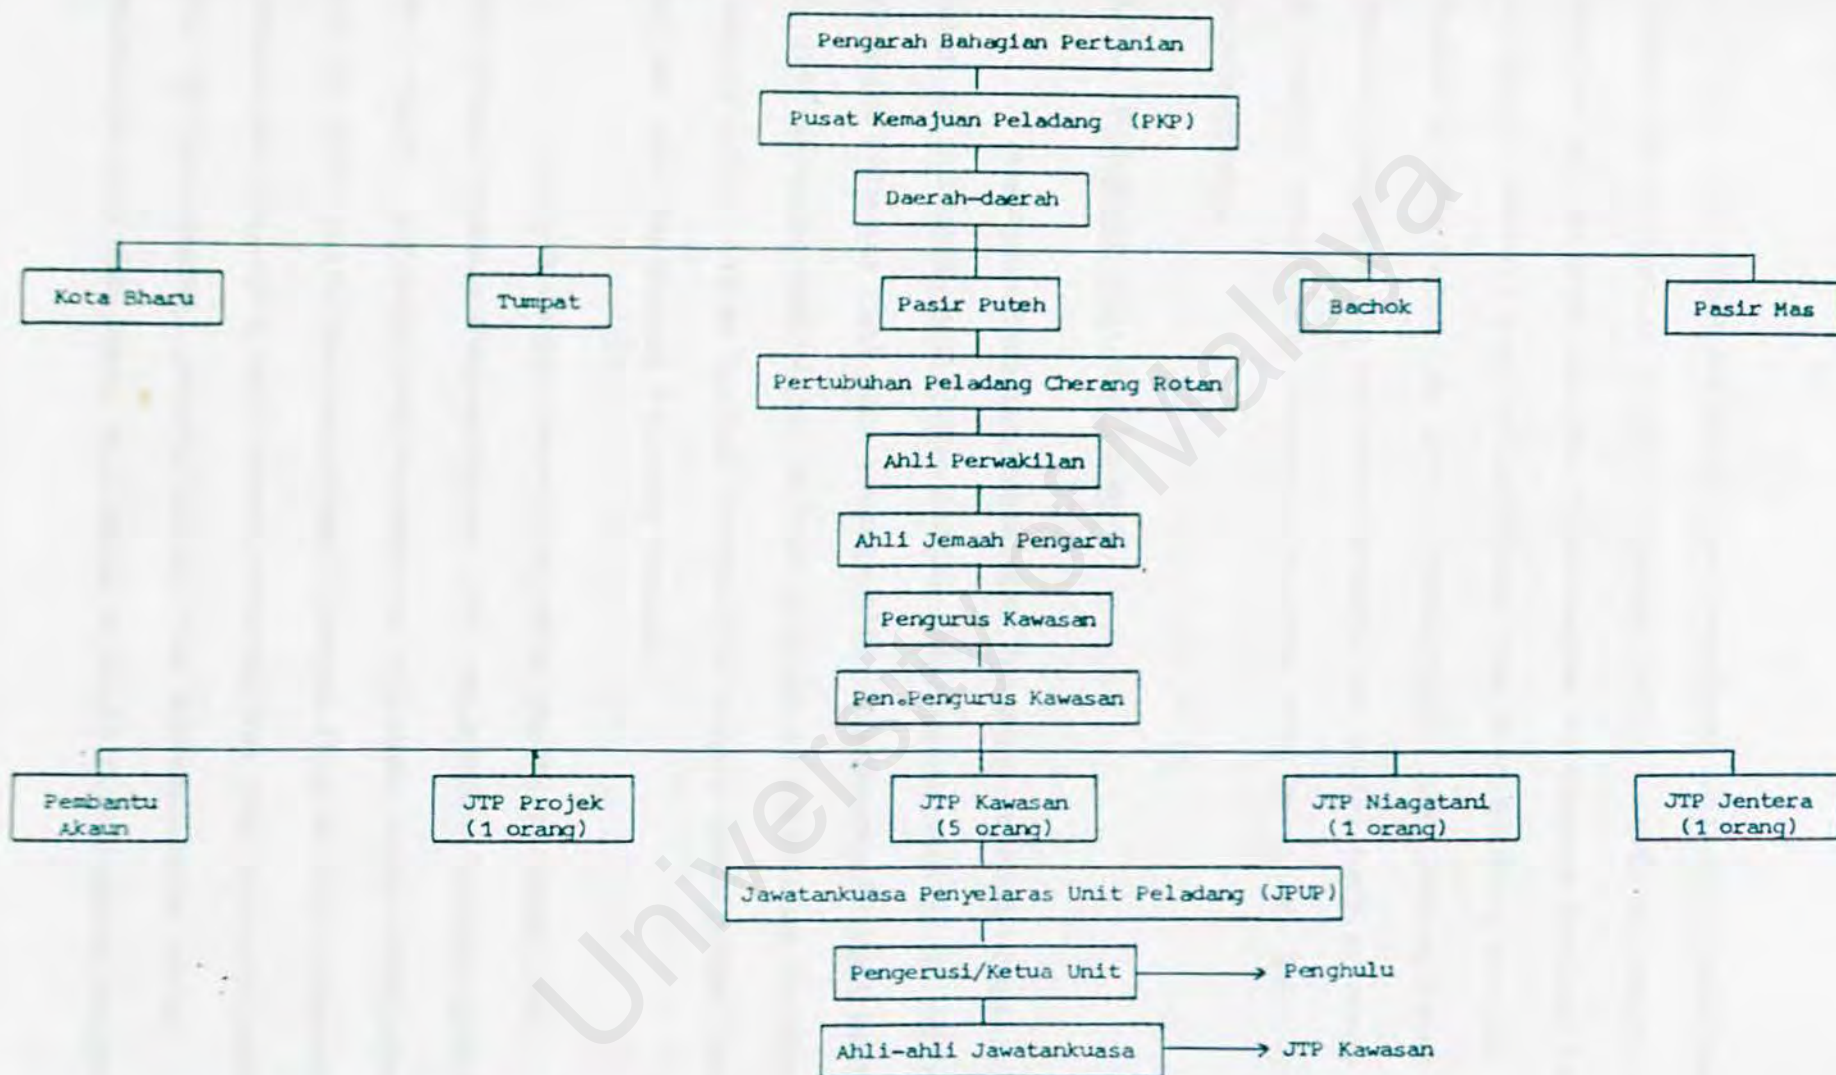 Pengarah Bahagian Pertanian
Pusat Kemajuan Peladang (PKP)
Daerah-daerah
Kota Bharu
Tumpat
Pasir Puteh
Bachok
Pasir Mas
Pertubuhan Peladang Cherang Rotan
Ahli Perwakilan
Ahli Jemaah Pengarah
Pengurus Kawasan
Pen.Pengurus Kawasan
Pembantu
Akaun
JTP Projek
(1 orang)
JTP Kawasan
(5 orang)
JTP Niagatani
(1 orang)
JTP Jentera
(1 orang)
Jawatankuasa Penyelaras Unit Peladang (JPUP)
Pengerusi/Ketua Unit
Penghulu
Ahli-ahli Jawatankuasa
JTP Kawasan
University of Malaya